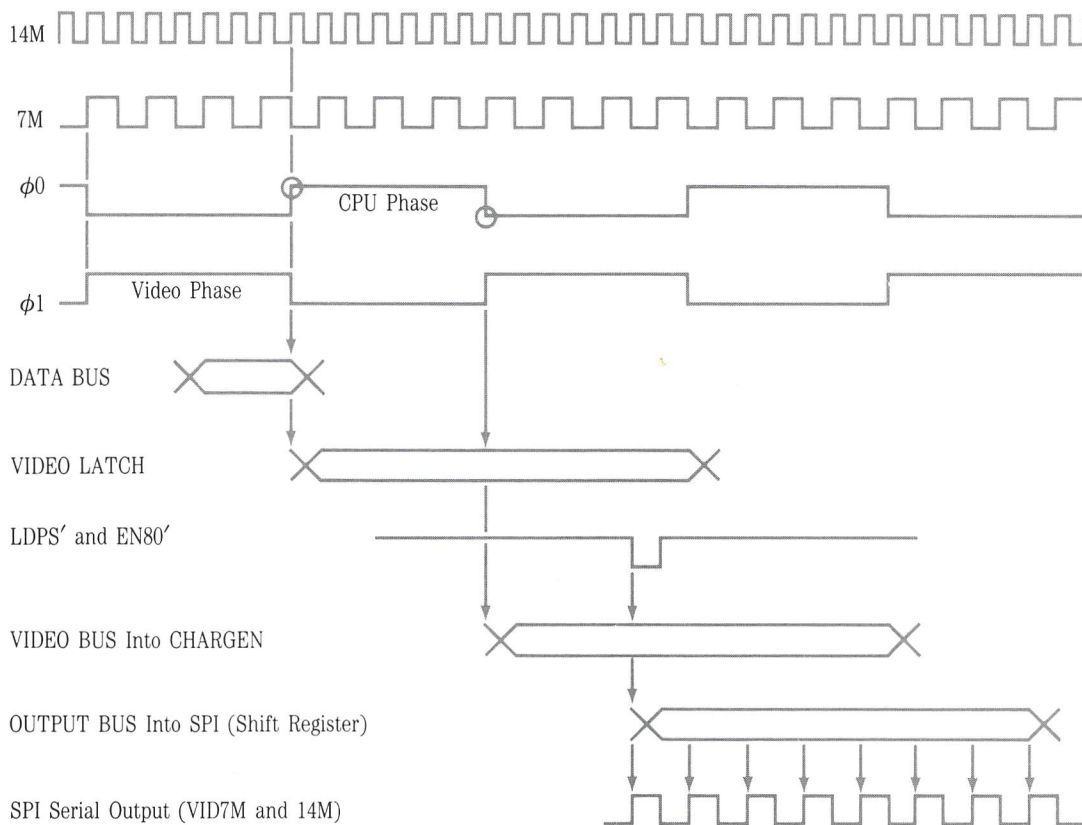 14M
7M
ϕ0
CPU Phase
ϕ1
Video Phase
DATA BUS
VIDEO LATCH
LDPS′ and EN80′
VIDEO BUS Into CHARGEN
OUTPUT BUS Into SPI (Shift Register)
SPI Serial Output (VID7M and 14M)